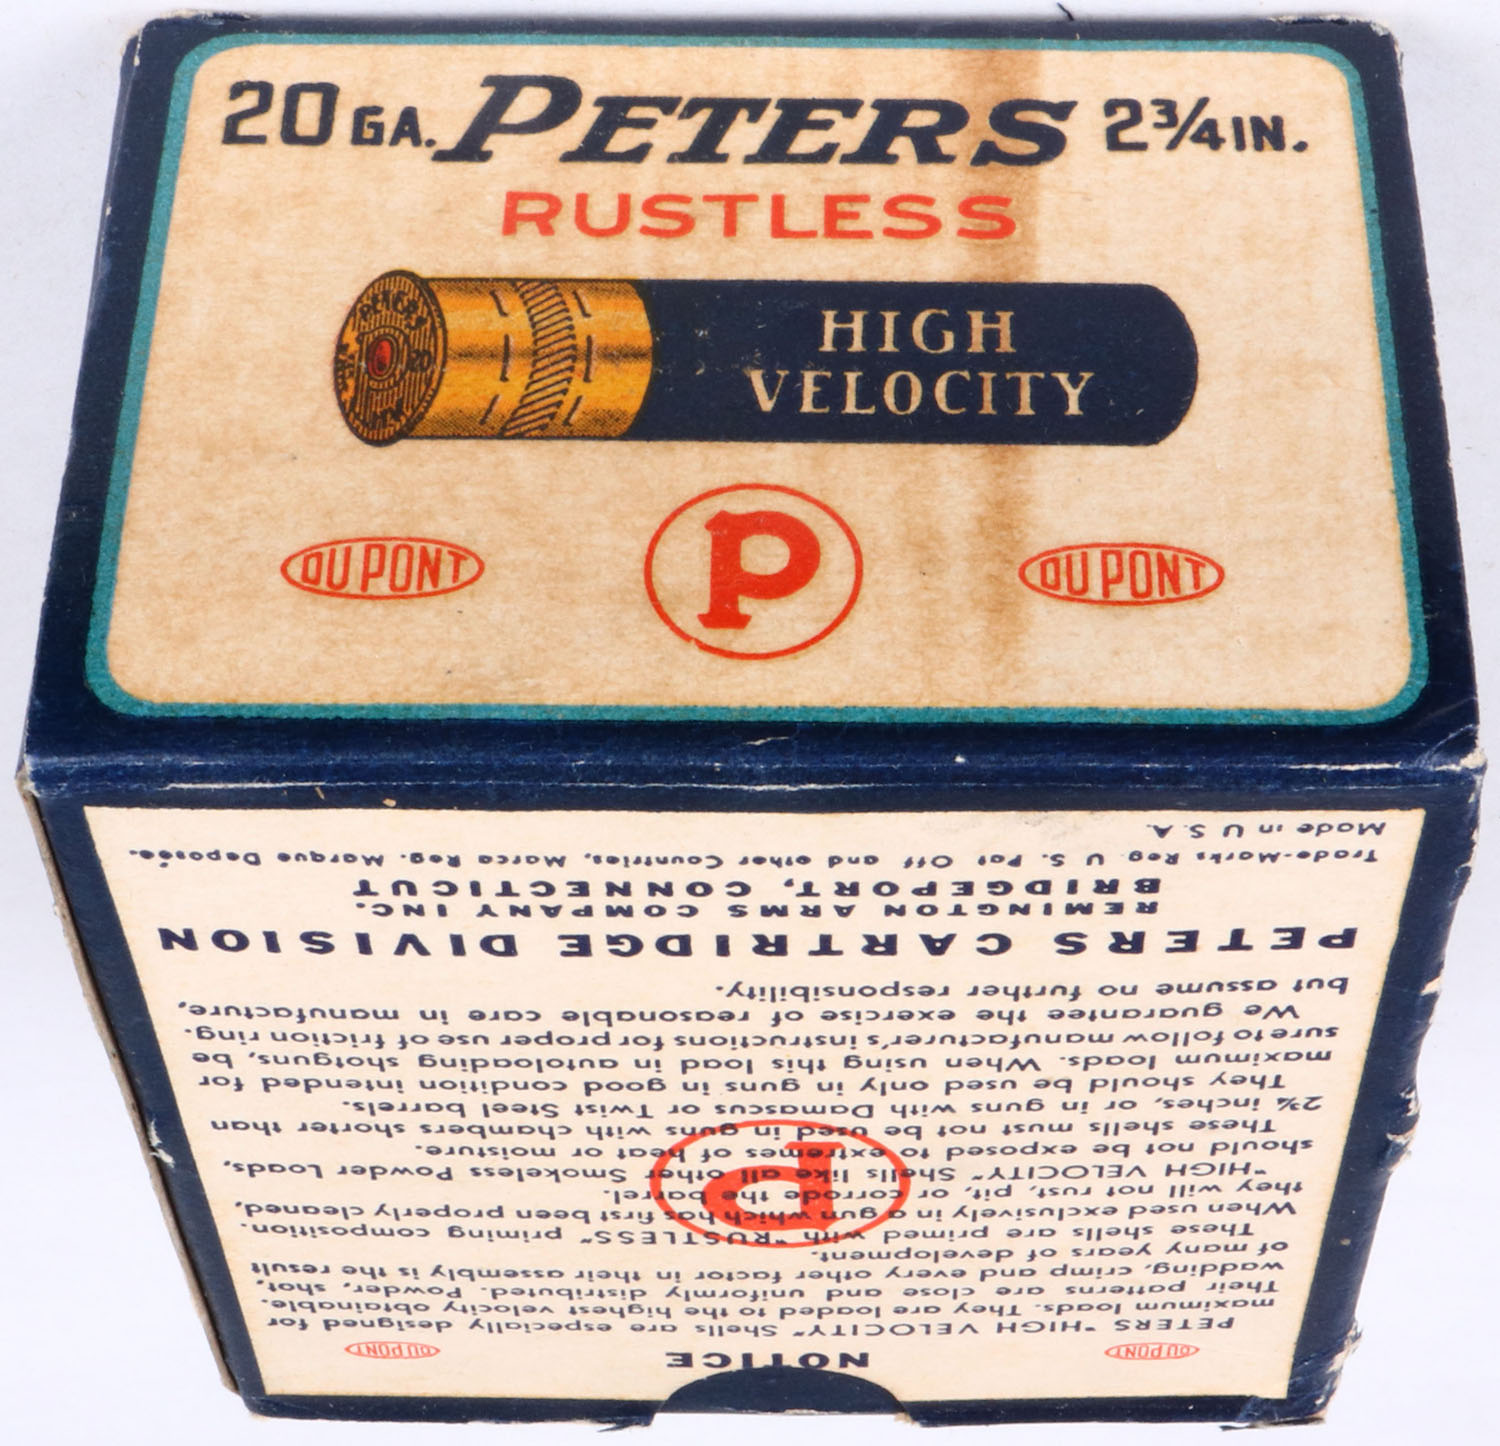 20 GA. PETERS 2¾ IN.
RUSTLESS
PETERS
20
HIGH
VELOCITY
DU PONT P DU PONT
NOTICE
DU PONT DU PONT
PETERS "HIGH VELOCITY" Shells are especially designed for
maximum loads. They are loaded to the highest velocity obtainable.
Their patterns are close and uniformly distributed. Powder, shot,
wadding, crimp and every other factor in their assembly is the result
of many years of development.
These shells are primed with "RUSTLESS" priming composition.
When used exclusively in a gun which has first been properly cleaned,
they will not rust, pit, or corrode the barrel.
"HIGH VELOCITY" Shells like all other Smokeless Powder Loads,
should not be exposed to extremes of heat or moisture.
These shells must not be used in guns with chambers shorter than
2¾ inches, or in guns with Damascus or Twist Steel barrels.
They should be used only in guns in good condition intended for
maximum loads. When using this load in autoloading shotguns, be
sure to follow manufacturer's instructions for proper use of friction ring.
We guarantee the exercise of reasonable care in manufacture,
but assume no further responsibility.
P
PETERS CARTRIDGE DIVISION
REMINGTON ARMS COMPANY INC.
BRIDGEPORT, CONNECTICUT
Trade-Marks Reg. U. S. Pat Off and other Countries, Marca Reg. Marque Deposée.
Made in U S A.